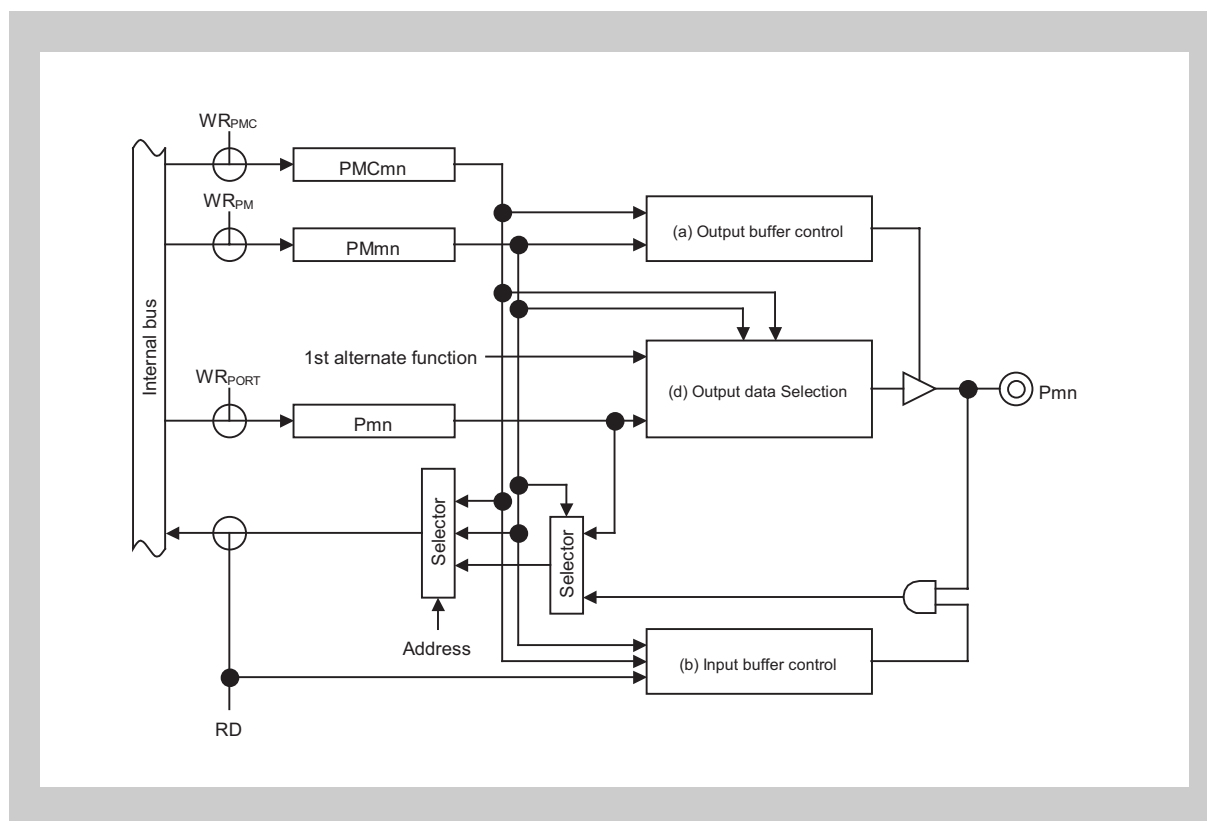 WRPMC
PMCmn
WRPM
PMmn
(a) Output buffer control
Internal bus
1st alternate function
WRPORT
Pmn
(d) Output data Selection
Pmn
Selector
Selector
Address
(b) Input buffer control
RD